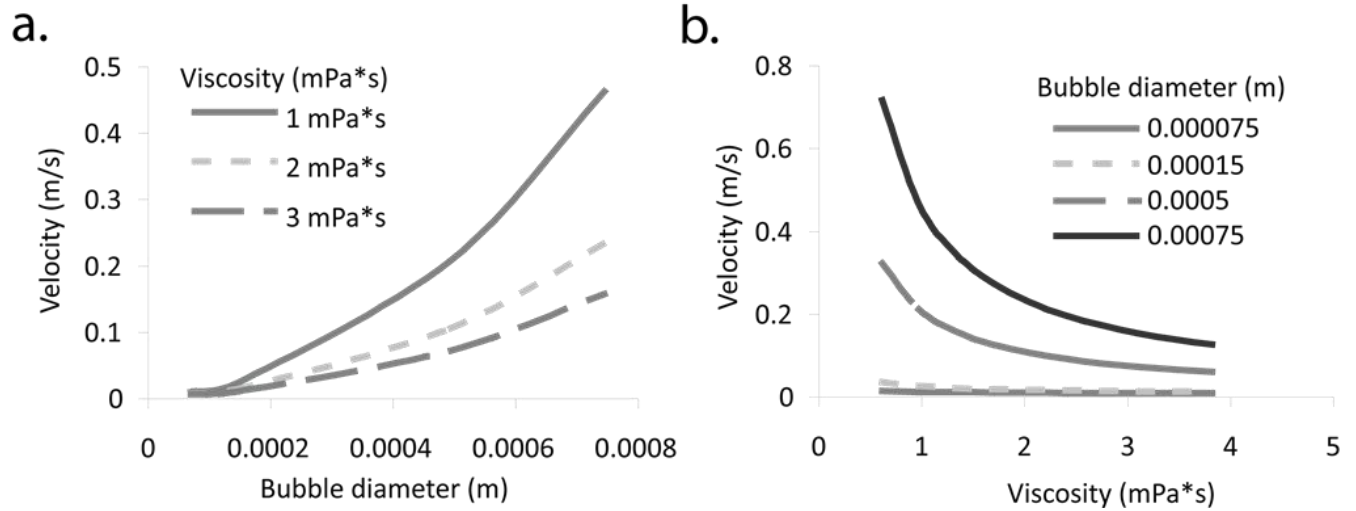 a.
0.5
0.4
0.3
0.2
0.1
0
Velocity (m/s)
Viscosity (mPa*s)
1 mPa*s
2 mPa*s
3 mPa*s
0 0.0002 0.0004 0.0006 0.0008
Bubble diameter (m)
b.
0.8
0.6
0.4
0.2
0
Velocity (m/s)
Bubble diameter (m)
0.000075
0.00015
0.0005
0.00075
0 1 2 3 4 5
Viscosity (mPa*s)